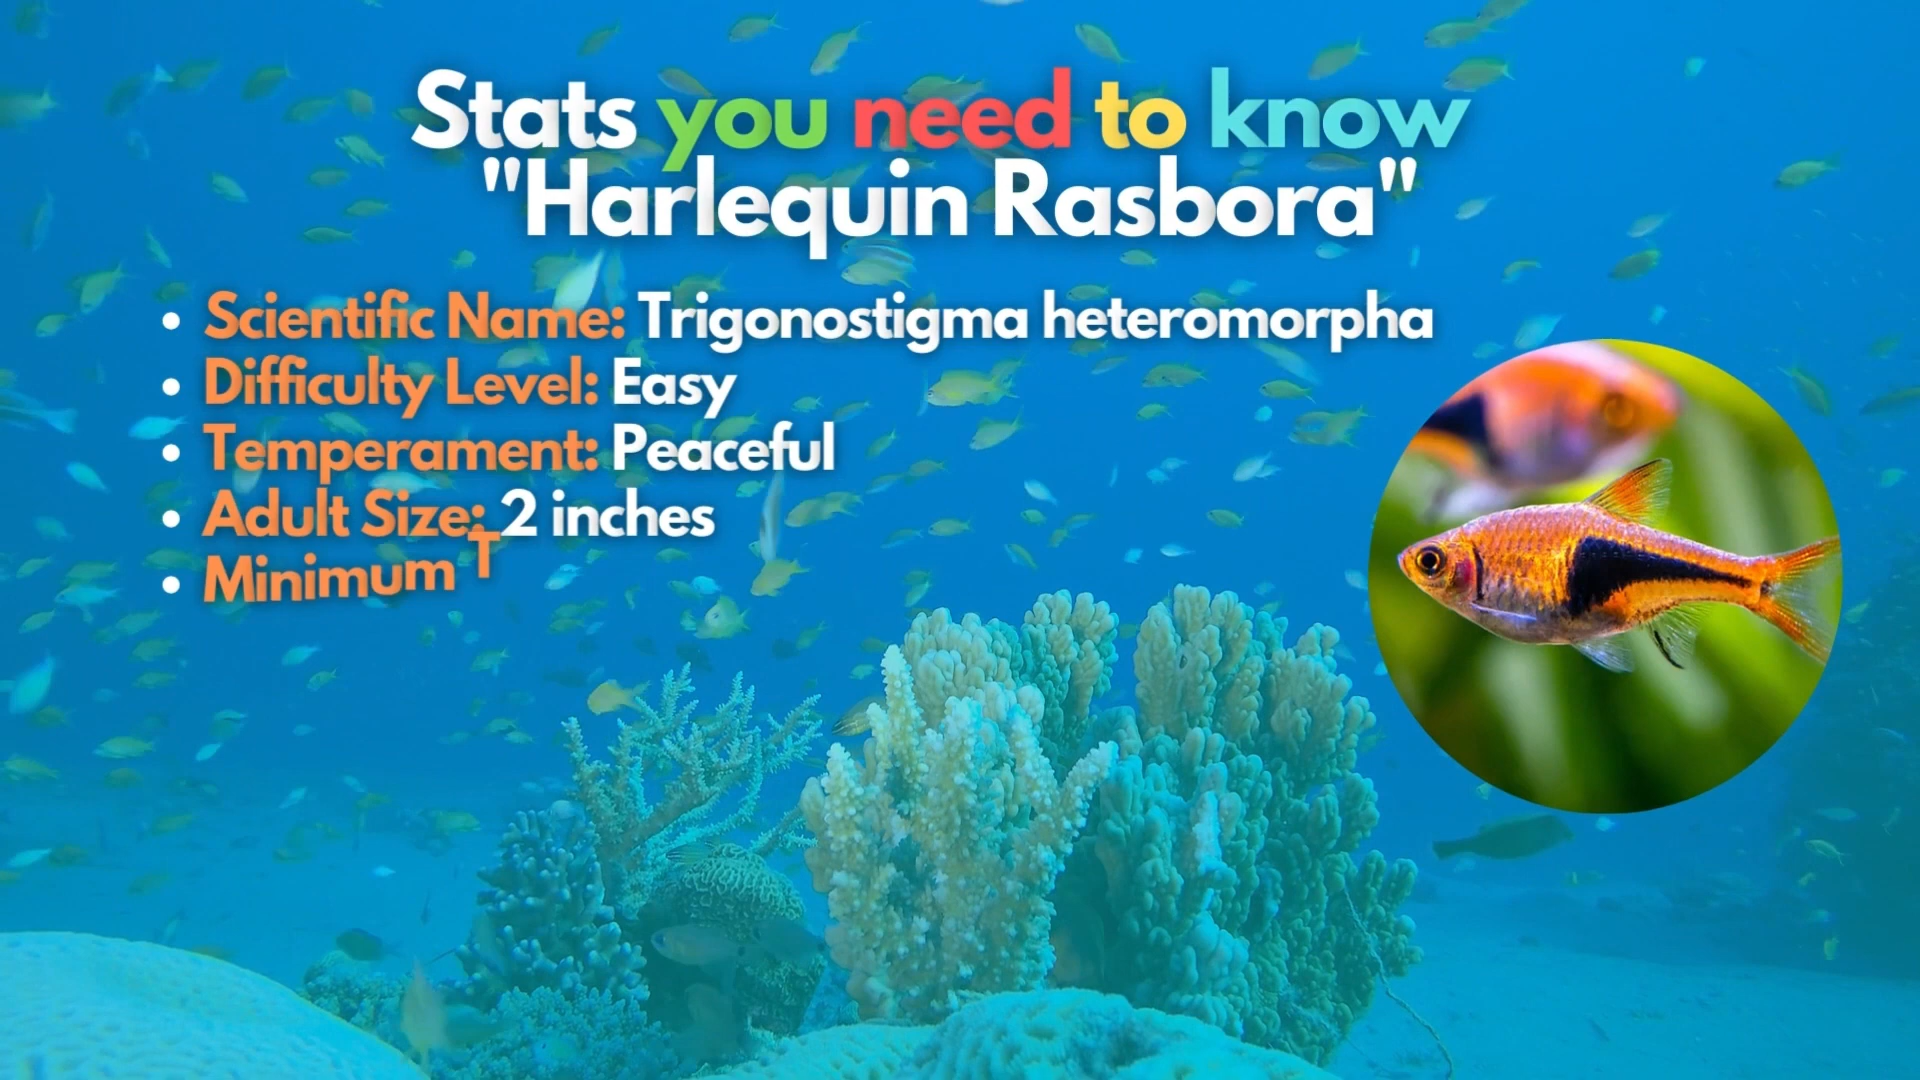 Stats you need to know
"Harlequin Rasbora"
• Scientific Name: Trigonostigma heteromorpha
• Difficulty Level: Easy
• Temperament: Peaceful
• Adult Size: 2 inches
• Minimum T